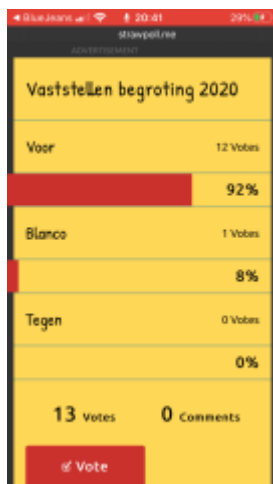 BlueJeans 20:41 29%
strawpoll.me
ADVERTISEMENT
Vaststellen begroting 2020
Voor 12 Votes
92%
Blanco 1 Votes
8%
Tegen 0 Votes
0%
13 Votes 0 Comments
Vote